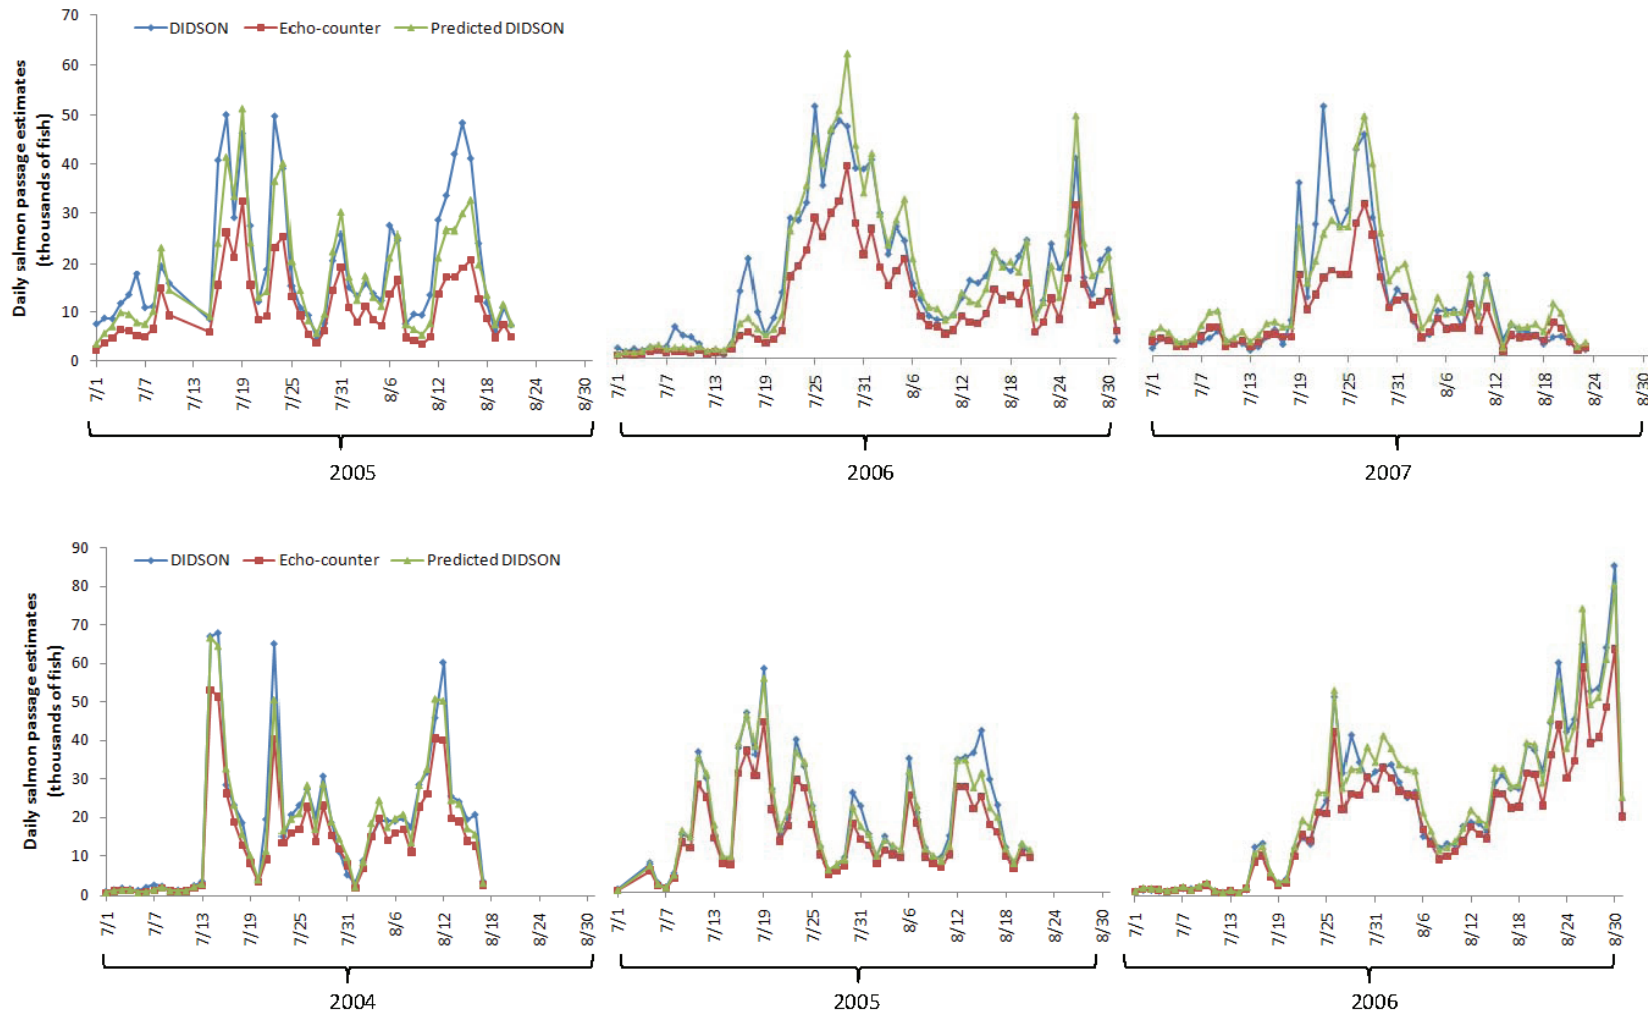 70
60
50
40
30
20
10
0
Daily salmon passage estimates
(thousands of fish)
DIDSON Echo-counter Predicted DIDSON
7/1 7/7 7/13 7/19 7/25 7/31 8/6 8/12 8/18 8/24 8/30
7/1 7/7 7/13 7/19 7/25 7/31 8/6 8/12 8/18 8/24 8/30
7/1 7/7 7/13 7/19 7/25 7/31 8/6 8/12 8/18 8/24 8/30
2005 2006 2007
90
80
70
60
50
40
30
20
10
0
Daily salmon passage estimates
(thousands of fish)
DIDSON Echo-counter Predicted DIDSON
7/1 7/7 7/13 7/19 7/25 7/31 8/6 8/12 8/18 8/24 8/30
7/1 7/7 7/13 7/19 7/25 7/31 8/6 8/12 8/18 8/24 8/30
7/1 7/7 7/13 7/19 7/25 7/31 8/6 8/12 8/18 8/24 8/30
2004 2005 2006